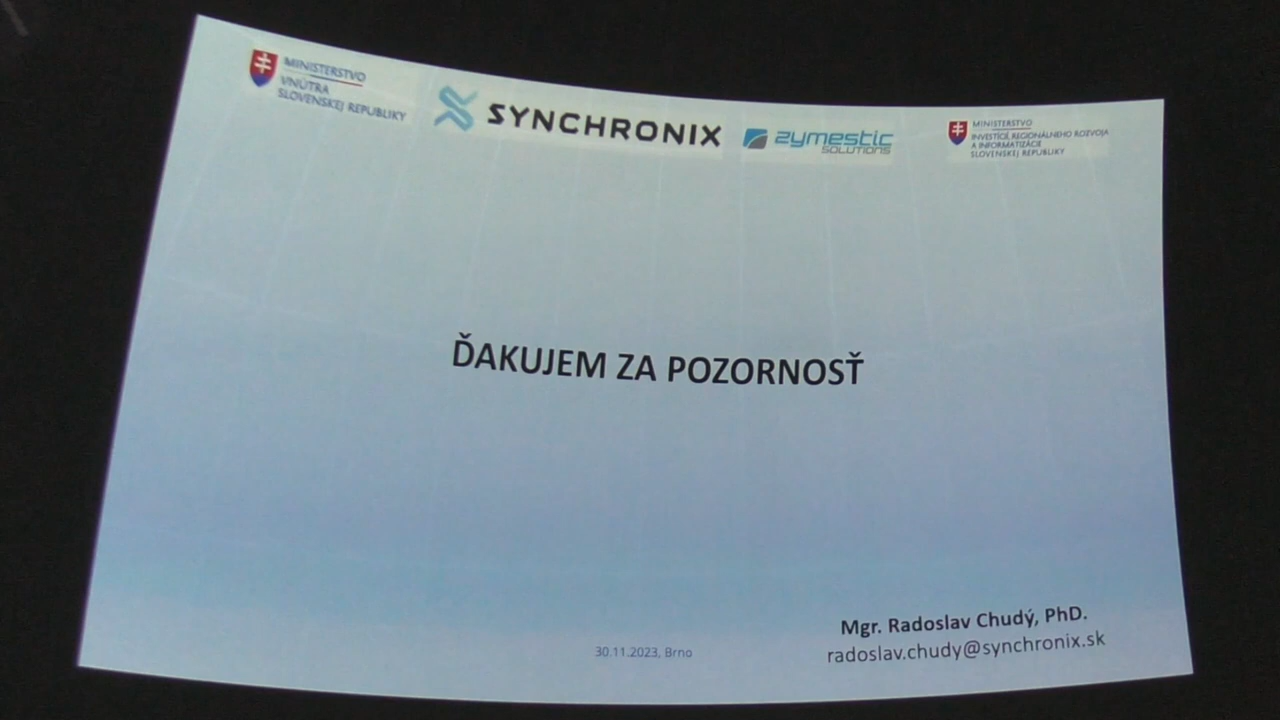 MINISTERSTVO
VNÚTRA
SLOVENSKEJ REPUBLIKY
SYNCHRONIX
zymestic
SOLUTIONS
MINISTERSTVO
INVESTÍCIÍ, REGIONÁLNEHO ROZVOJA
A INFORMATIZÁCIE
SLOVENSKEJ REPUBLIKY
ĎAKUJEM ZA POZORNOSŤ
Mgr. Radoslav Chudý, PhD.
radoslav.chudy@synchronix.sk
30.11.2023, Brno